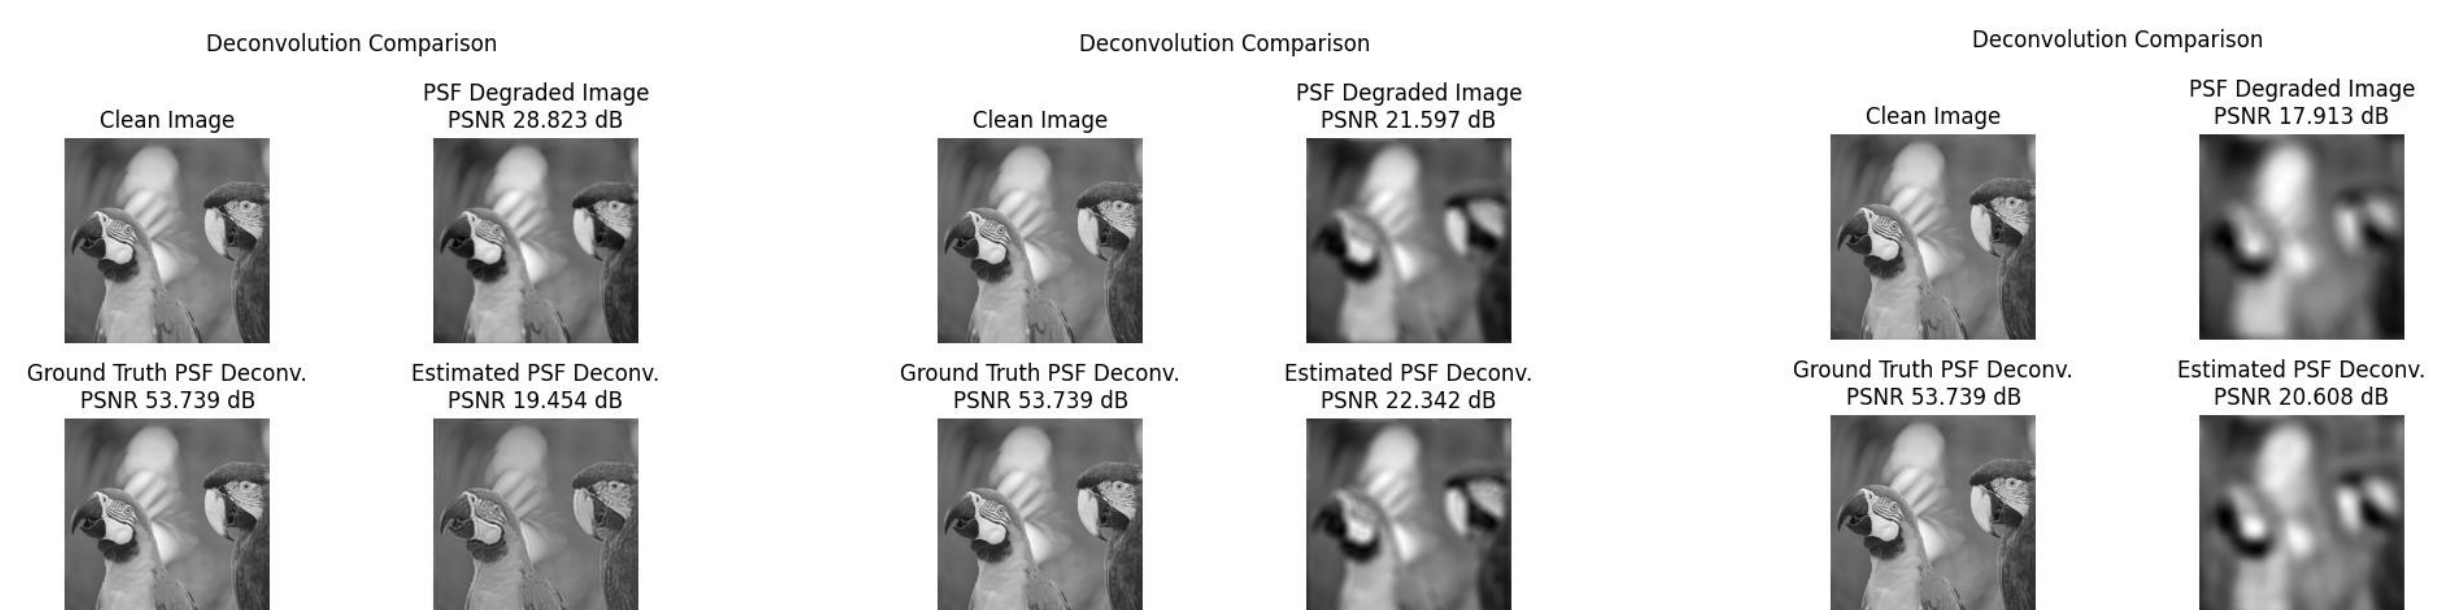 Deconvolution Comparison
Clean Image
PSF Degraded Image
PSNR 28.823 dB
Ground Truth PSF Deconv.
PSNR 53.739 dB
Estimated PSF Deconv.
PSNR 19.454 dB
Deconvolution Comparison
Clean Image
PSF Degraded Image
PSNR 21.597 dB
Ground Truth PSF Deconv.
PSNR 53.739 dB
Estimated PSF Deconv.
PSNR 22.342 dB
Deconvolution Comparison
Clean Image
PSF Degraded Image
PSNR 17.913 dB
Ground Truth PSF Deconv.
PSNR 53.739 dB
Estimated PSF Deconv.
PSNR 20.608 dB